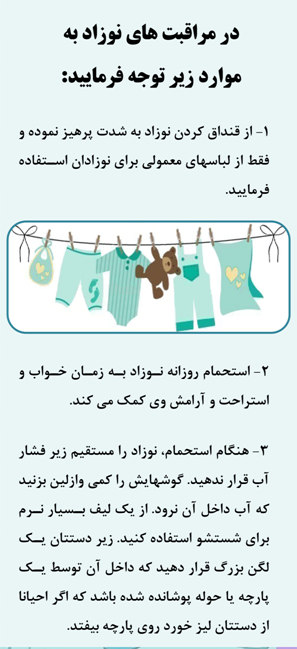 در مراقبت های نوزاد به
موارد زیر توجه فرمایید:
۱- از قنداق کردن نوزاد به شدت پرهیز نموده و
فقط از لباسهای معمولی برای نوزادان استفاده
فرمایید.
۲- استحمام روزانه نوزاد به زمان خواب و
استراحت و آرامش وی کمک می کند.
۳- هنگام استحمام، نوزاد را مستقیم زیر فشار
آب قرار ندهید. گوشهایش را کمی وازلین بزنید
که آب داخل آن نرود. از یک لیف بسیار نرم
برای شستشو استفاده کنید. زیر دستتان یک
لگن بزرگ قرار دهید که داخل آن توسط یک
پارچه یا حوله پوشانده شده باشد که اگر احیانا
از دستتان لیز خورد روی پارچه بیفتد.